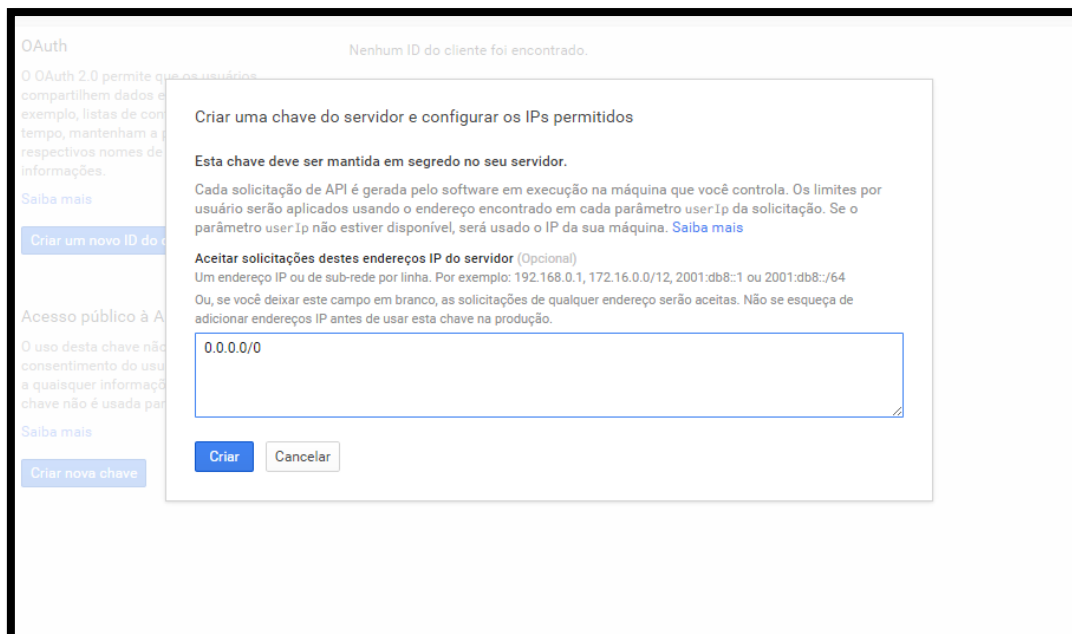 OAuth
Nenhum ID do cliente foi encontrado.
O OAuth 2.0 permite que os usuários
compartilhem dados e
exemplo, listas de con
tempo, mantenham a p
respectivos nomes de
informações.
Saiba mais
Criar um novo ID do c
Criar uma chave do servidor e configurar os IPs permitidos
Esta chave deve ser mantida em segredo no seu servidor.
Cada solicitação de API é gerada pelo software em execução na máquina que você controla. Os limites por
usuário serão aplicados usando o endereço encontrado em cada parâmetro userIp da solicitação. Se o
parâmetro userIp não estiver disponível, será usado o IP da sua máquina. Saiba mais
Aceitar solicitações destes endereços IP do servidor (Opcional)
Um endereço IP ou de sub-rede por linha. Por exemplo: 192.168.0.1, 172.16.0.0/12, 2001:db8::1 ou 2001:db8::/64
Ou, se você deixar este campo em branco, as solicitações de qualquer endereço serão aceitas. Não se esqueça de
adicionar endereços IP antes de usar esta chave na produção.
0.0.0.0/0
Criar
Cancelar
Acesso público à A
O uso desta chave não
consentimento do usu
a quaisquer informaçõ
chave não é usada par
Saiba mais
Criar nova chave